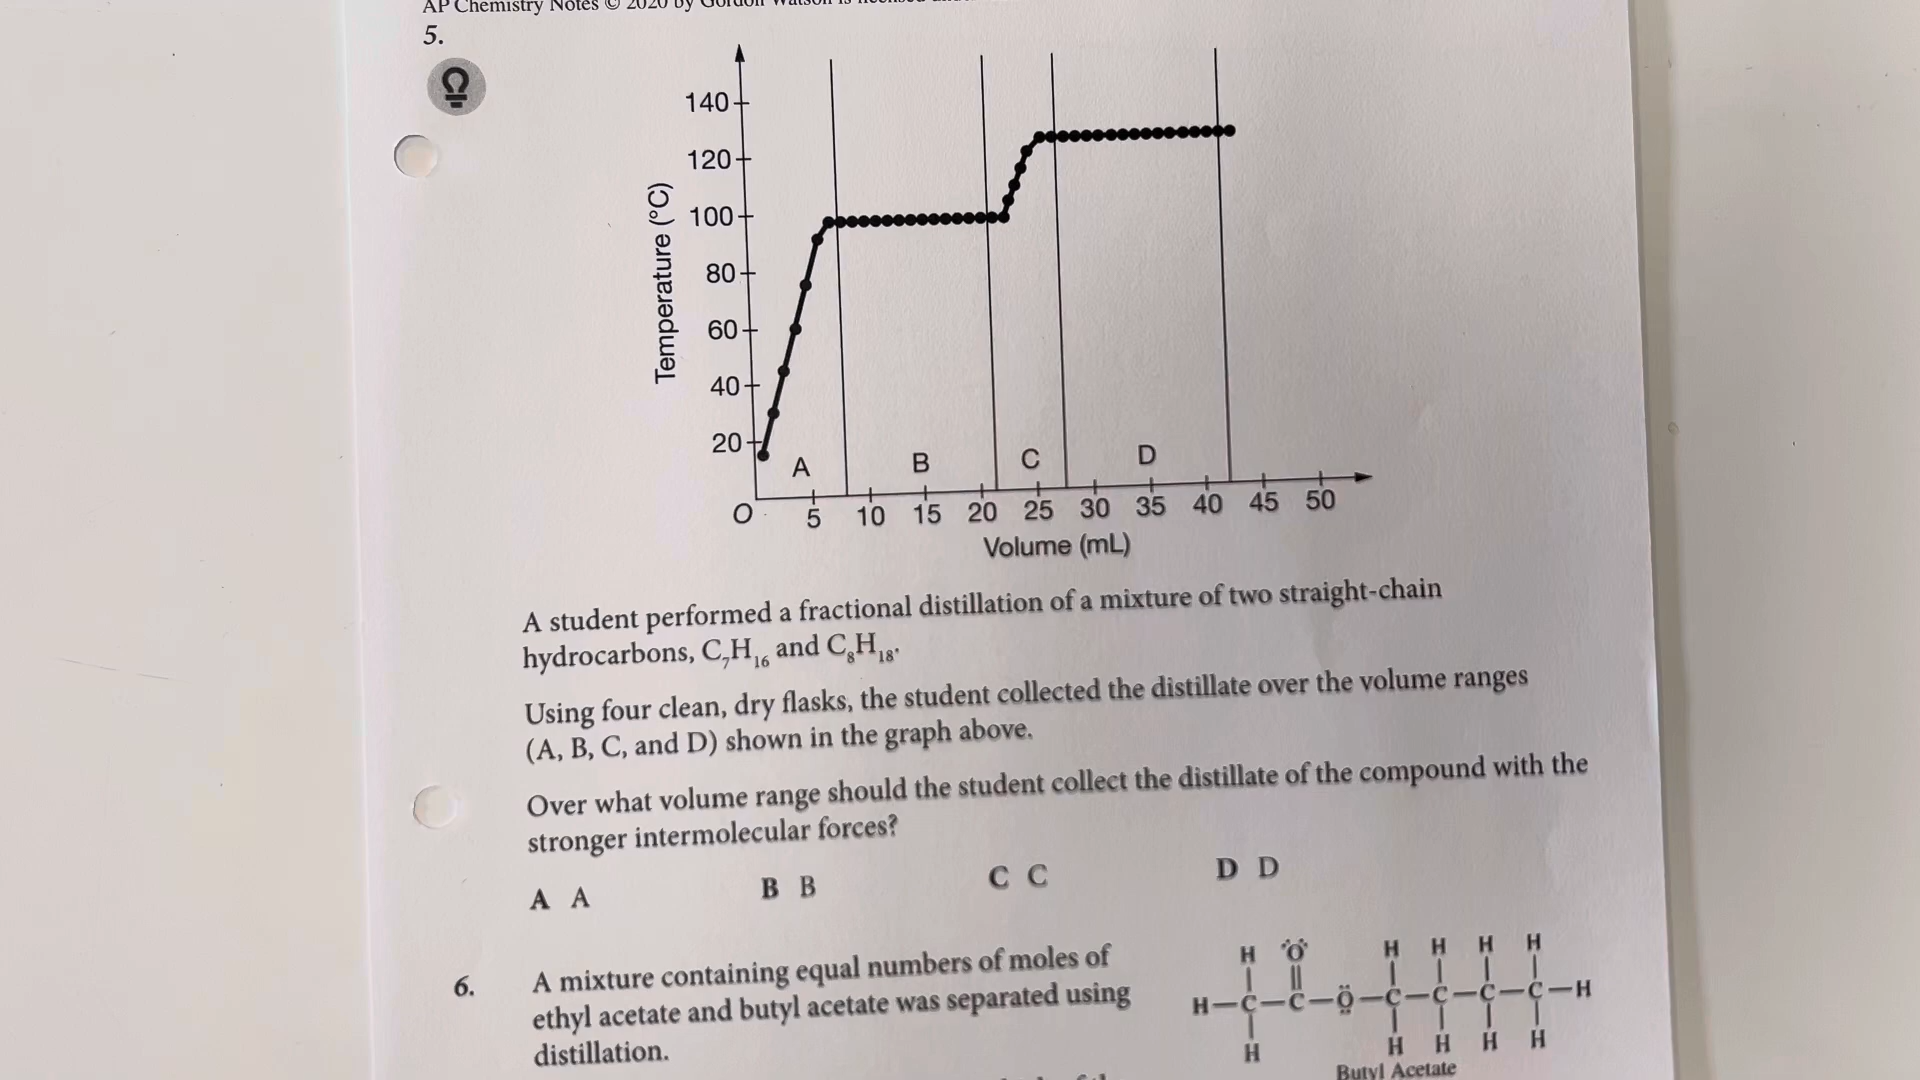 AP Chemistry Notes © 2020 by Gordon Watson is licensed
5.
140
120
100
80
60
40
20
Temperature (°C)
A B C D
O 5 10 15 20 25 30 35 40 45 50
Volume (mL)
A student performed a fractional distillation of a mixture of two straight-chain
hydrocarbons, C₇H₁₆ and C₈H₁₈.
Using four clean, dry flasks, the student collected the distillate over the volume ranges
(A, B, C, and D) shown in the graph above.
Over what volume range should the student collect the distillate of the compound with the
stronger intermolecular forces?
A A B B C C D D
6. A mixture containing equal numbers of moles of
ethyl acetate and butyl acetate was separated using
distillation.
H O H H H H
H—C—C—O—C—C—C—C—H
H H H H H
Butyl Acetate